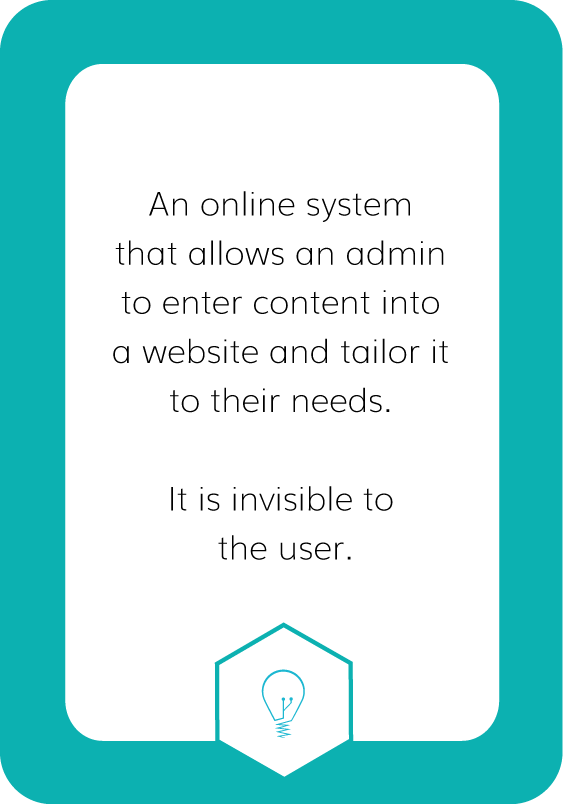 An online system
that allows an admin
to enter content into
a website and tailor it
to their needs.
It is invisible to
the user.